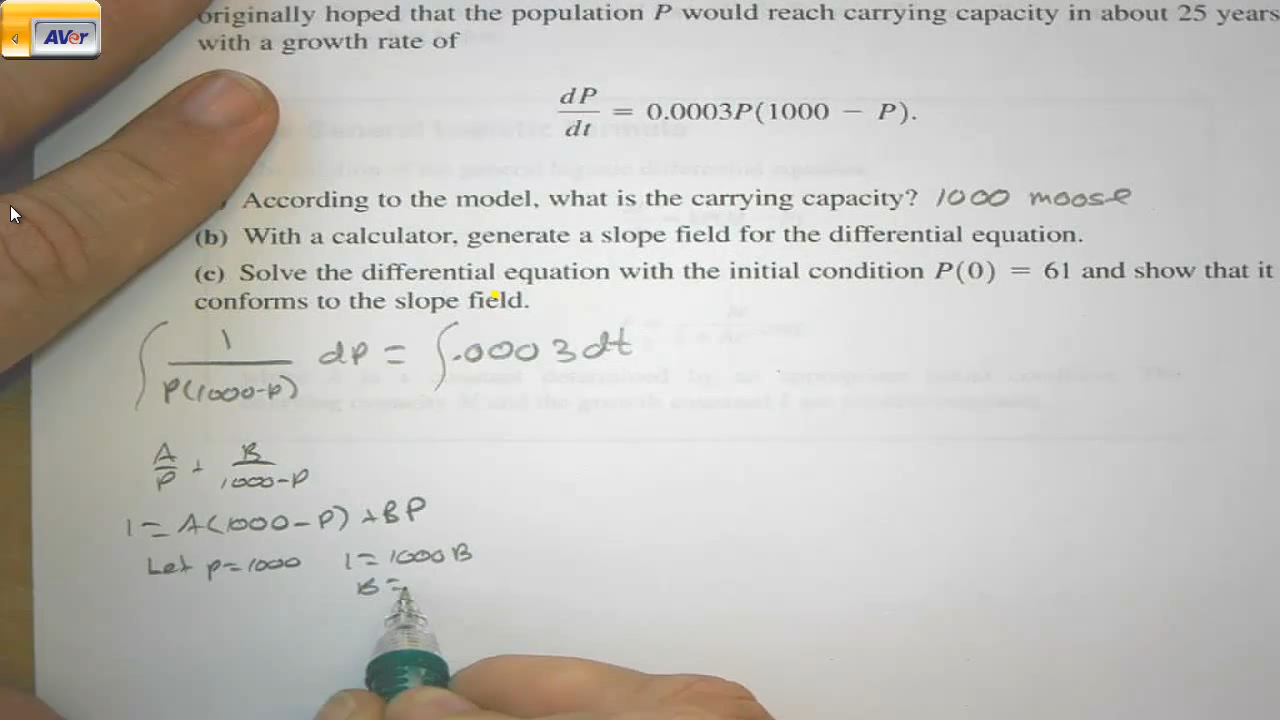 AVer
originally hoped that the population P would reach carrying capacity in about 25 years
with a growth rate of
dP/dt = 0.0003P(1000 − P).
According to the model, what is the carrying capacity? 1000 moose
(b) With a calculator, generate a slope field for the differential equation.
(c) Solve the differential equation with the initial condition P(0) = 61 and show that it
conforms to the slope field.
∫ 1/P(1000-P) dP = ∫.0003dt
A/P + B/1000-P
1 = A(1000-P) + BP
Let p=1000 1 = 1000B
B =